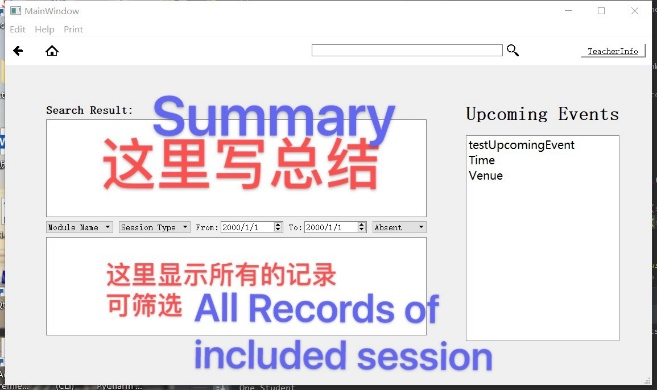 MainWindow
Edit Help Print
TeacherInfo
Search Result:
Summary
这里写总结
Upcoming Events
testUpcomingEvent
Time
Venue
Module Name Session Type From: 2000/1/1 To: 2000/1/1 Absent
这里显示所有的记录
可筛选
All Records of
included session
One Student